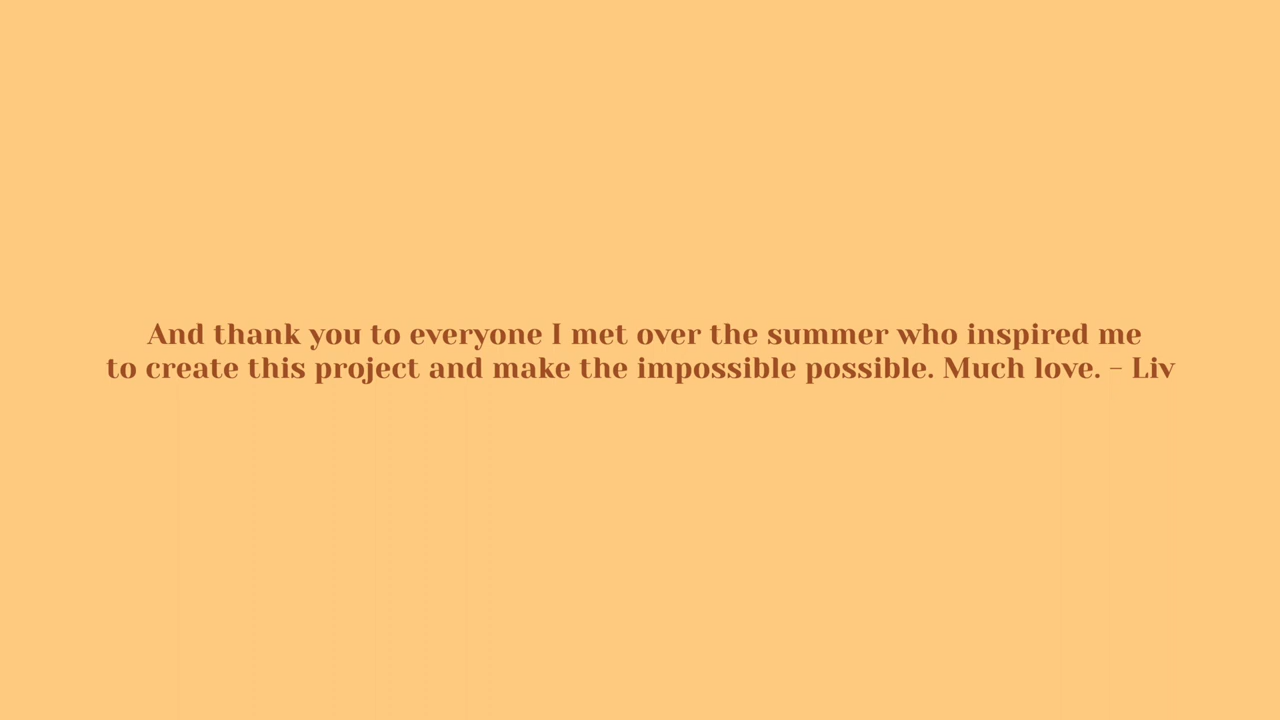 And thank you to everyone I met over the summer who inspired me
to create this project and make the impossible possible. Much love. - Liv